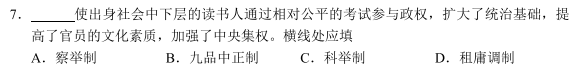 7. ______使出身社会中下层的读书人通过相对公平的考试参与政权，扩大了统治基础，提
高了官员的文化素质，加强了中央集权。横线处应填
A．察举制 B．九品中正制 C．科举制 D．租庸调制